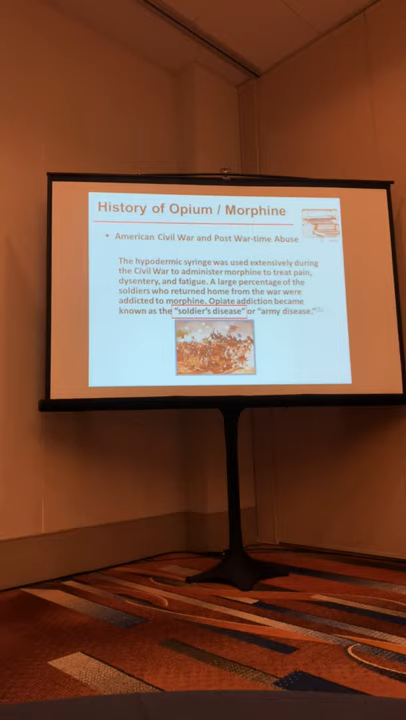 History of Opium / Morphine
• American Civil War and Post War-time Abuse
The hypodermic syringe was used extensively during
the Civil War to administer morphine to treat pain,
dysentery, and fatigue. A large percentage of the
soldiers who returned home from the war were
addicted to morphine. Opiate addiction became
known as the "soldier's disease" or "army disease."